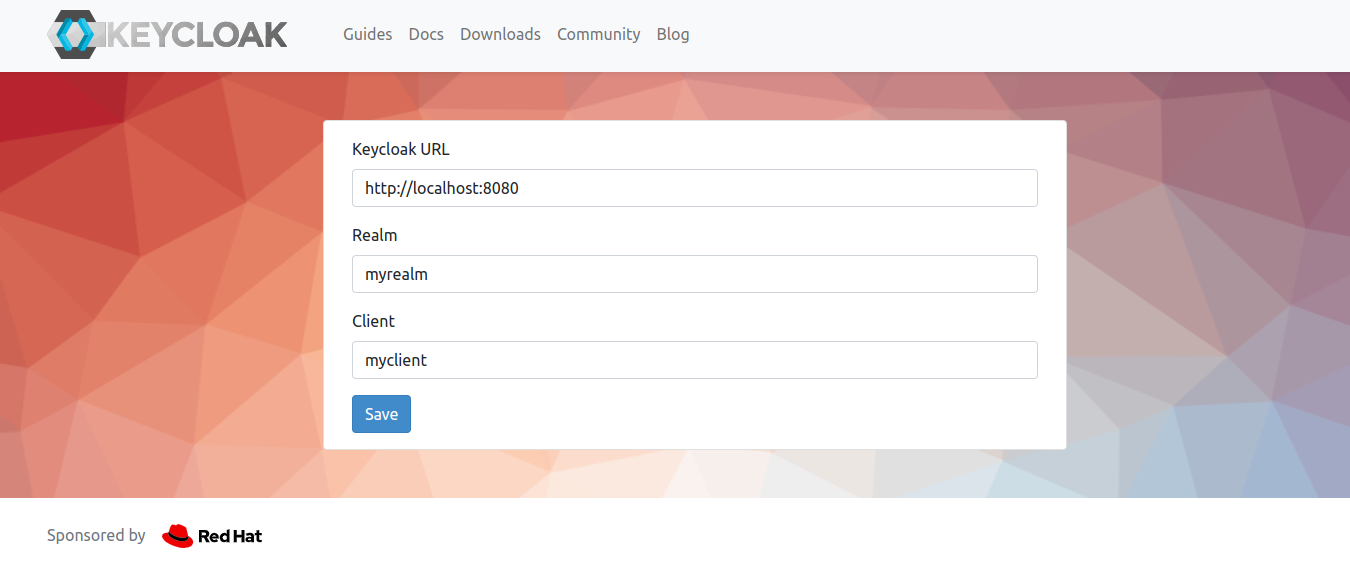 KEYCLOAK Guides Docs Downloads Community Blog
Keycloak URL
http://localhost:8080
Realm
myrealm
Client
myclient
Save
Sponsored by Red Hat